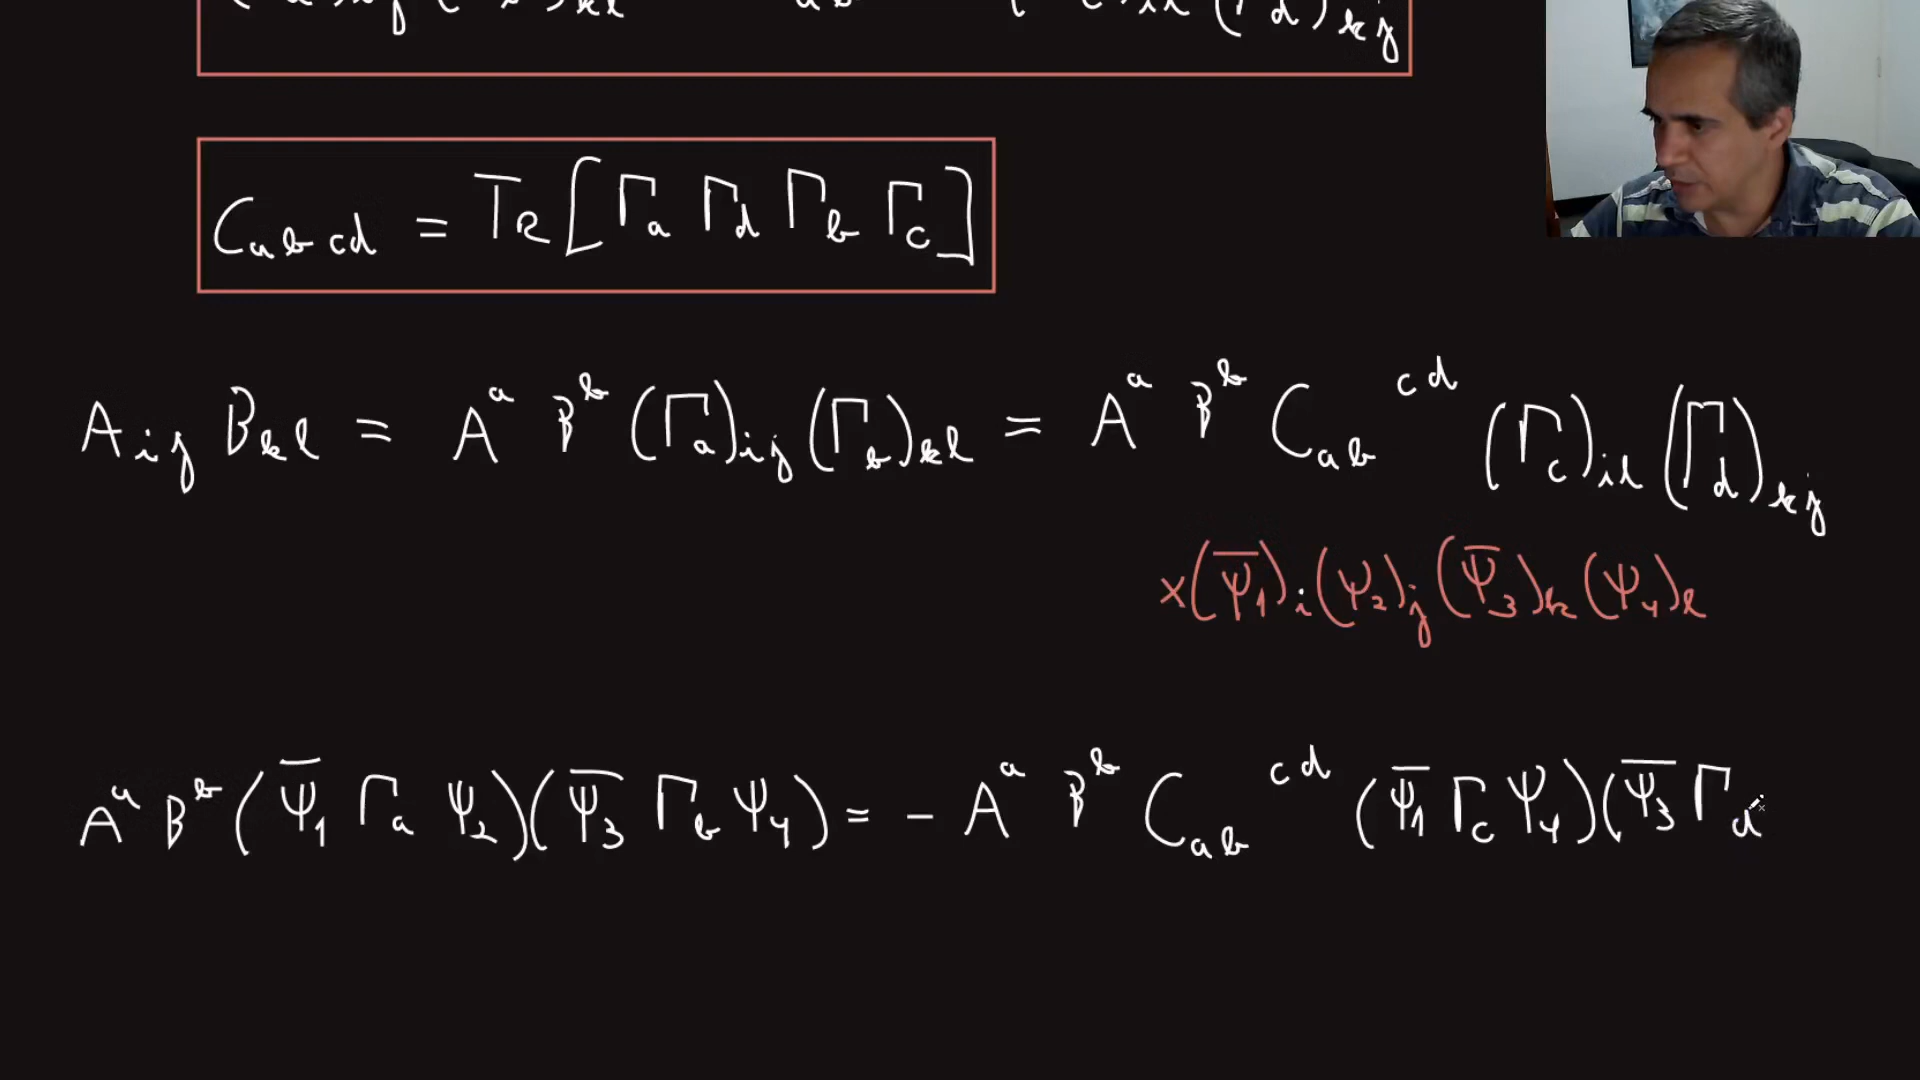 C_{ab cd} = Tr [ Γ_a Γ_d Γ_b Γ_c ]
A_{ij} B_{kl} = A^a B^b (Γ_a)_{ij} (Γ_b)_{kl} = A^a B^b C_{ab}^{cd} (Γ_c)_{il} (Γ_d)_{kj}
x (ψ̄_1)_i (ψ_2)_j (ψ̄_3)_k (ψ_4)_l
A^a B^b (ψ̄_1 Γ_a ψ_2)(ψ̄_3 Γ_b ψ_4) = - A^a B^b C_{ab}^{cd} (ψ̄_1 Γ_c ψ_4)(ψ̄_3 Γ_d